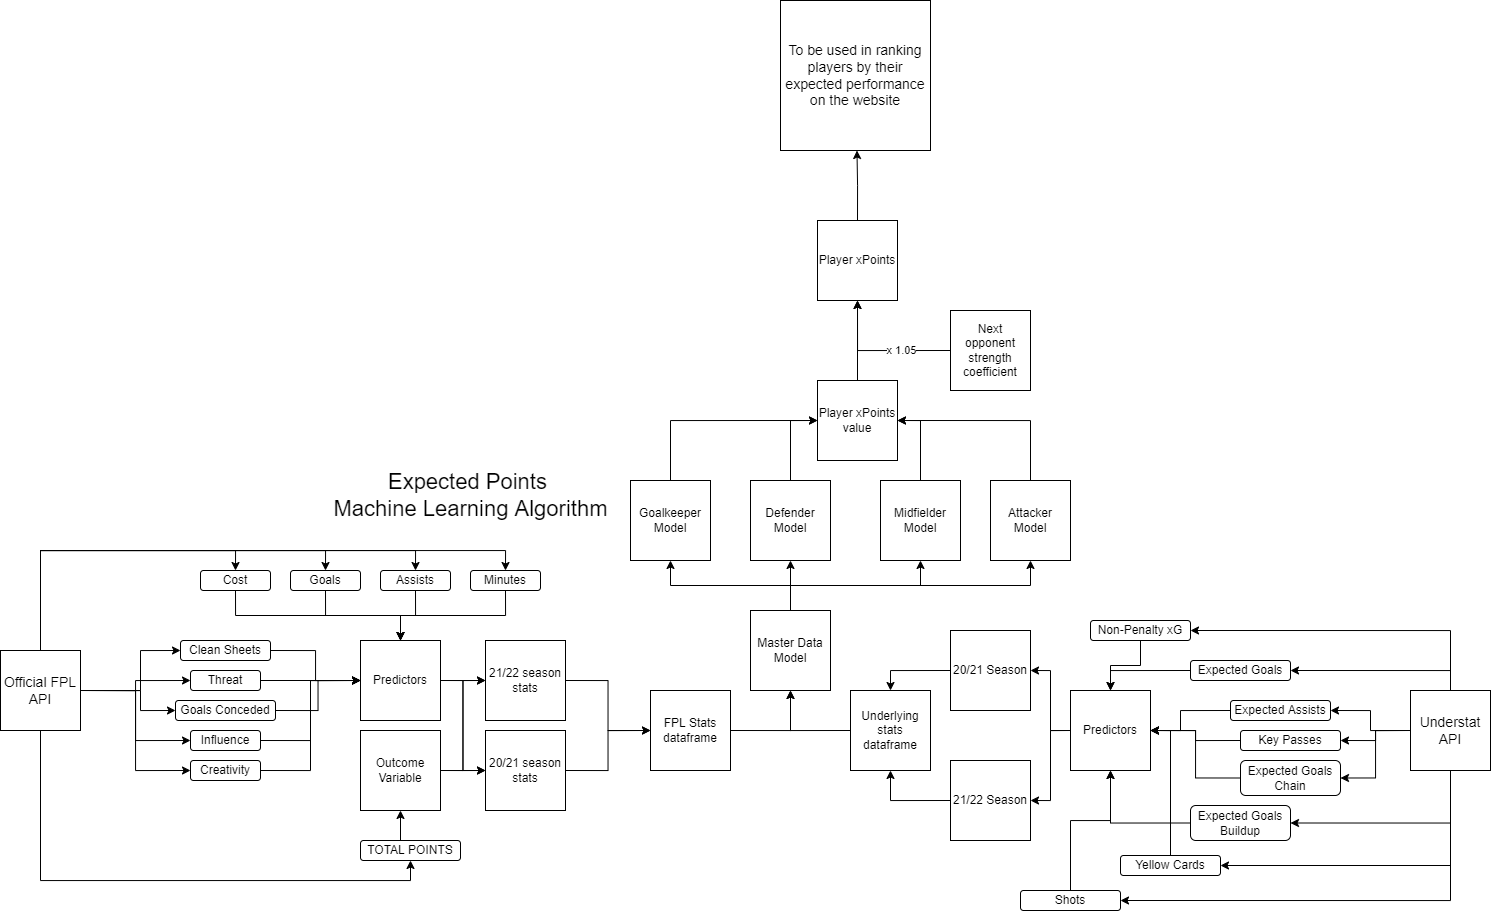 To be used in ranking
players by their
expected performance
on the website
Player xPoints
Next
opponent
strength
coefficient
x 1.05
Player xPoints
value
Expected Points
Machine Learning Algorithm
Goalkeeper
Model
Defender
Model
Midfielder
Model
Attacker
Model
Cost
Goals
Assists
Minutes
Master Data
Model
Official FPL
API
Clean Sheets
Threat
Goals Conceded
Influence
Creativity
Predictors
Outcome
Variable
TOTAL POINTS
21/22 season
stats
20/21 season
stats
FPL Stats
dataframe
Underlying
stats
dataframe
20/21 Season
21/22 Season
Predictors
Non-Penalty xG
Expected Goals
Expected Assists
Key Passes
Expected Goals
Chain
Expected Goals
Buildup
Yellow Cards
Shots
Understat
API